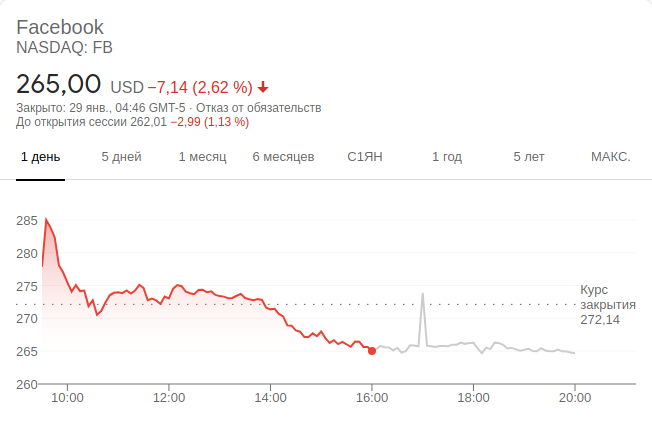 Facebook
NASDAQ: FB
265,00 USD −7,14 (2,62 %)
Закрыто: 29 янв., 04:46 GMT-5 · Отказ от обязательств
До открытия сессии 262,01 −2,99 (1,13 %)
1 день 5 дней 1 месяц 6 месяцев С1ЯН 1 год 5 лет МАКС.
285
280
275
270
265
260
Курс
закрытия
272,14
10:00 12:00 14:00 16:00 18:00 20:00